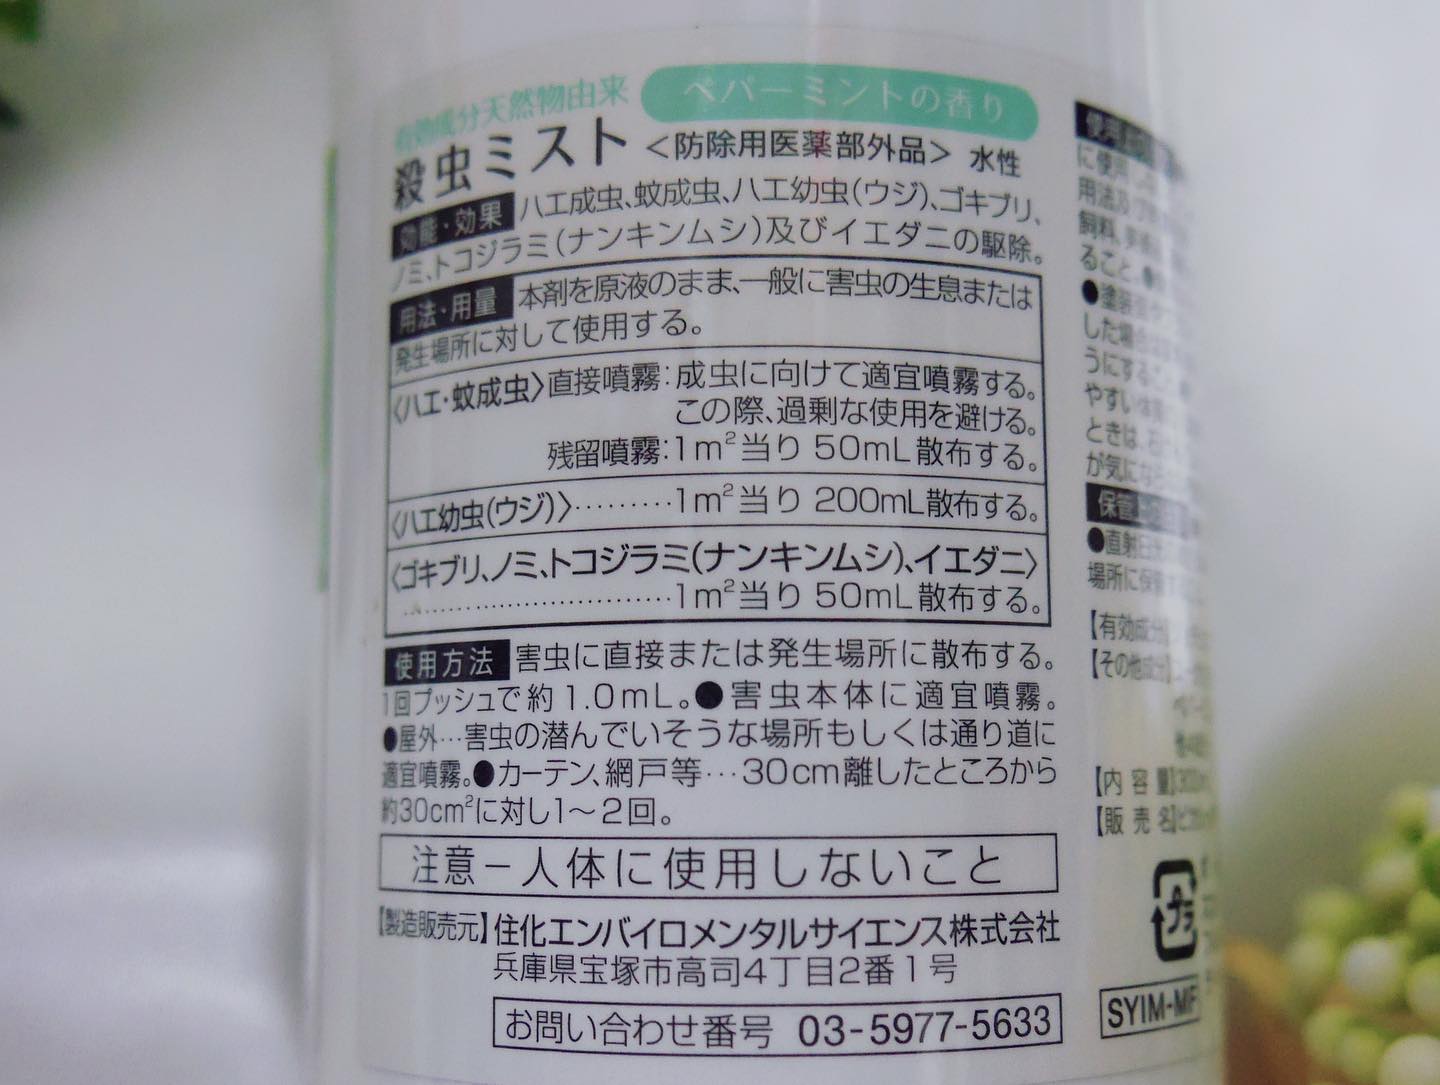 有効成分天然物由来 ペパーミントの香り
殺虫ミスト <防除用医薬部外品> 水性
効能・効果 ハエ成虫、蚊成虫、ハエ幼虫(ウジ)、ゴキブリ、
ノミ、トコジラミ(ナンキンムシ)及びイエダニの駆除。
用法・用量 本剤を原液のまま、一般に害虫の生息または
発生場所に対して使用する。
〈ハエ・蚊成虫〉直接噴霧:成虫に向けて適宜噴霧する。
この際、過剰な使用を避ける。
残留噴霧:1m²当り 50mL散布する。
〈ハエ幼虫(ウジ)〉………1m²当り 200mL散布する。
〈ゴキブリ、ノミ、トコジラミ(ナンキンムシ)、イエダニ〉
……………………1m²当り 50mL散布する。
使用方法 害虫に直接または発生場所に散布する。
1回プッシュで約1.0mL。●害虫本体に適宜噴霧。
●屋外…害虫の潜んでいそうな場所もしくは通り道に
適宜噴霧。●カーテン、網戸等…30cm離したところから
約30cm²に対し1〜2回。
注意−人体に使用しないこと
【製造販売元】住化エンバイロメンタルサイエンス株式会社
兵庫県宝塚市高司4丁目2番1号
お問い合わせ番号 03-5977-5633
に使用
用法及び
飼料、
ること。●
●塗装
した場合
うにする
やすい
ときは、
が気にな
保管
●直射日光
場所に保管
【有効成分】
【その他成分】
【内容量】300
【販売名】
プラ
SYIM-MIF